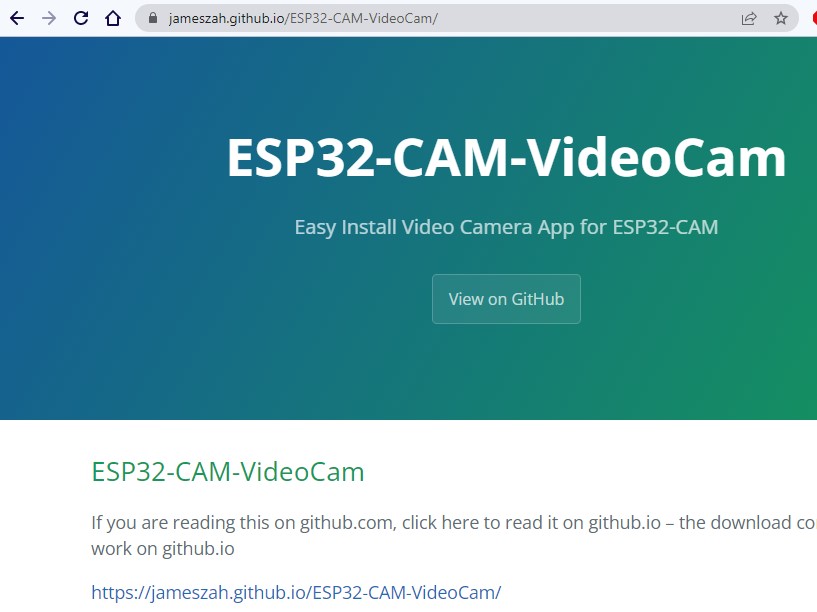 jameszah.github.io/ESP32-CAM-VideoCam/
ESP32-CAM-VideoCam
Easy Install Video Camera App for ESP32-CAM
View on GitHub
ESP32-CAM-VideoCam
If you are reading this on github.com, click here to read it on github.io – the download
work on github.io
https://jameszah.github.io/ESP32-CAM-VideoCam/